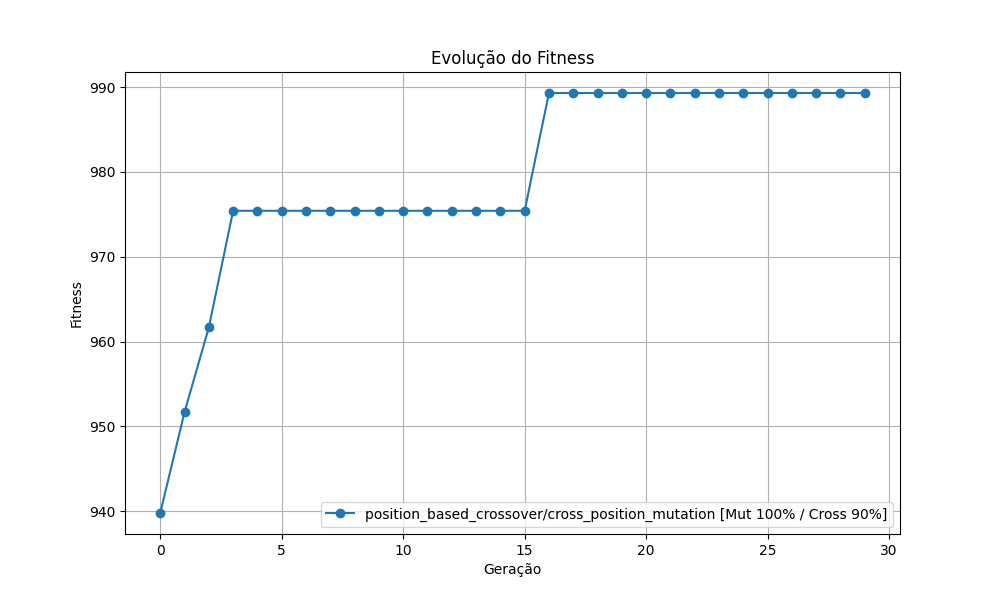 Evolução do Fitness
Fitness
990
980
970
960
950
940
position_based_crossover/cross_position_mutation [Mut 100% / Cross 90%]
0 5 10 15 20 25 30
Geração